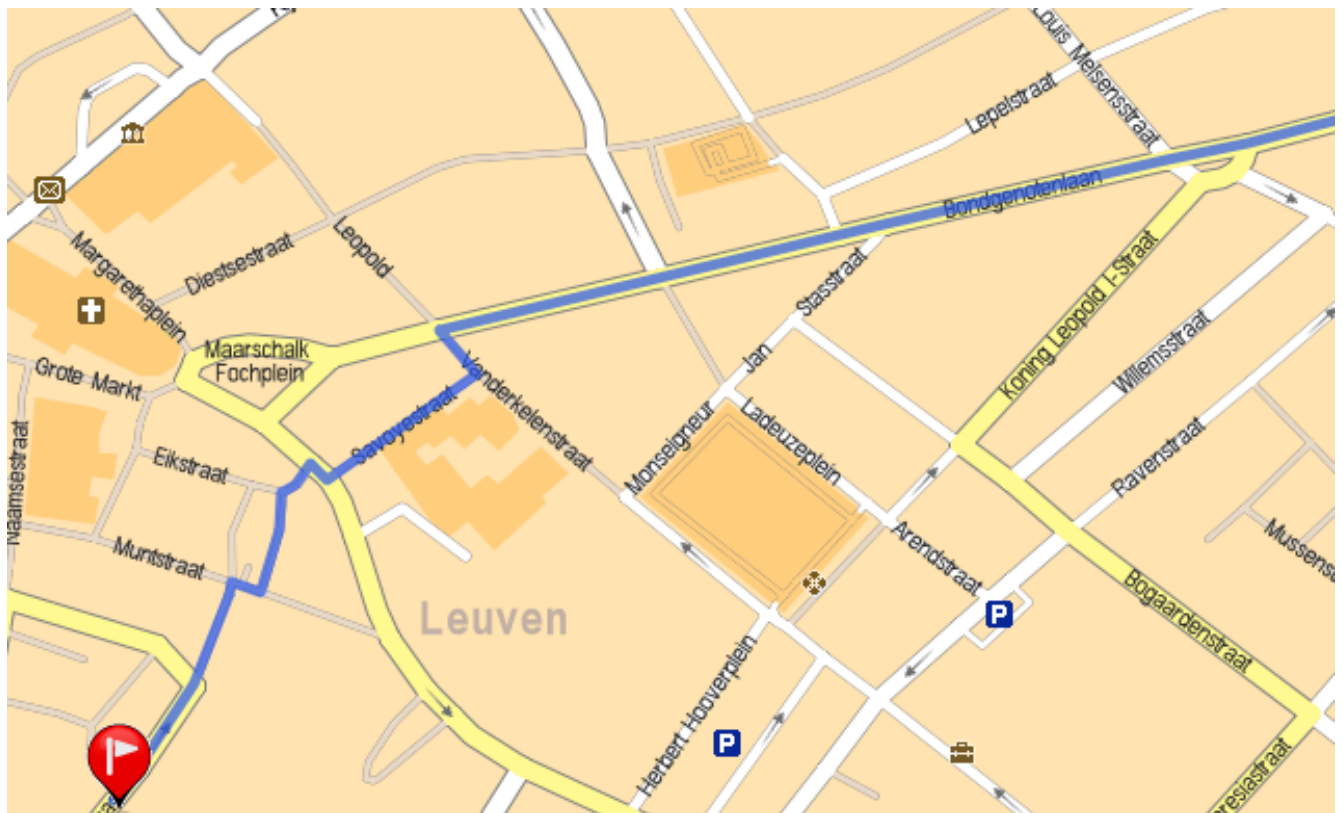 Louis Melsensstraat
Lepelstraat
Bondgenotenlaan
Leopold
Margarethaplein
Diestsestraat
Stasstraat
Koning Leopold I-Straat
Maarschalk
Fochplein
Willemsstraat
Grote Markt
Vanderkelenstraat
Jan
Savoyestraat
Ladeuzeplein
Monseigneur
Ravenstraat
Eikstraat
Naamsestraat
Arendstraat
Muntstraat
Leuven
Bogaardenstraat
P
Herbert Hooverplein
P